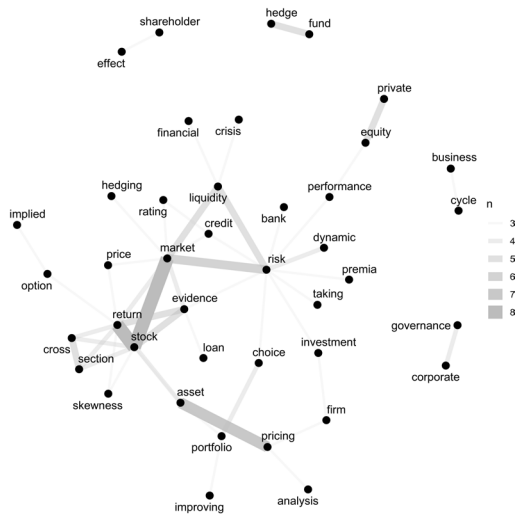 hedge
shareholder
fund
effect
private
financial
crisis
equity
business
hedging
liquidity
performance
rating
cycle
n
implied
credit
bank
3
market
dynamic
4
price
risk
option
premia
5
evidence
taking
6
return
governance
7
stock
investment
8
cross
section
loan
choice
corporate
skewness
asset
firm
portfolio
pricing
improving
analysis